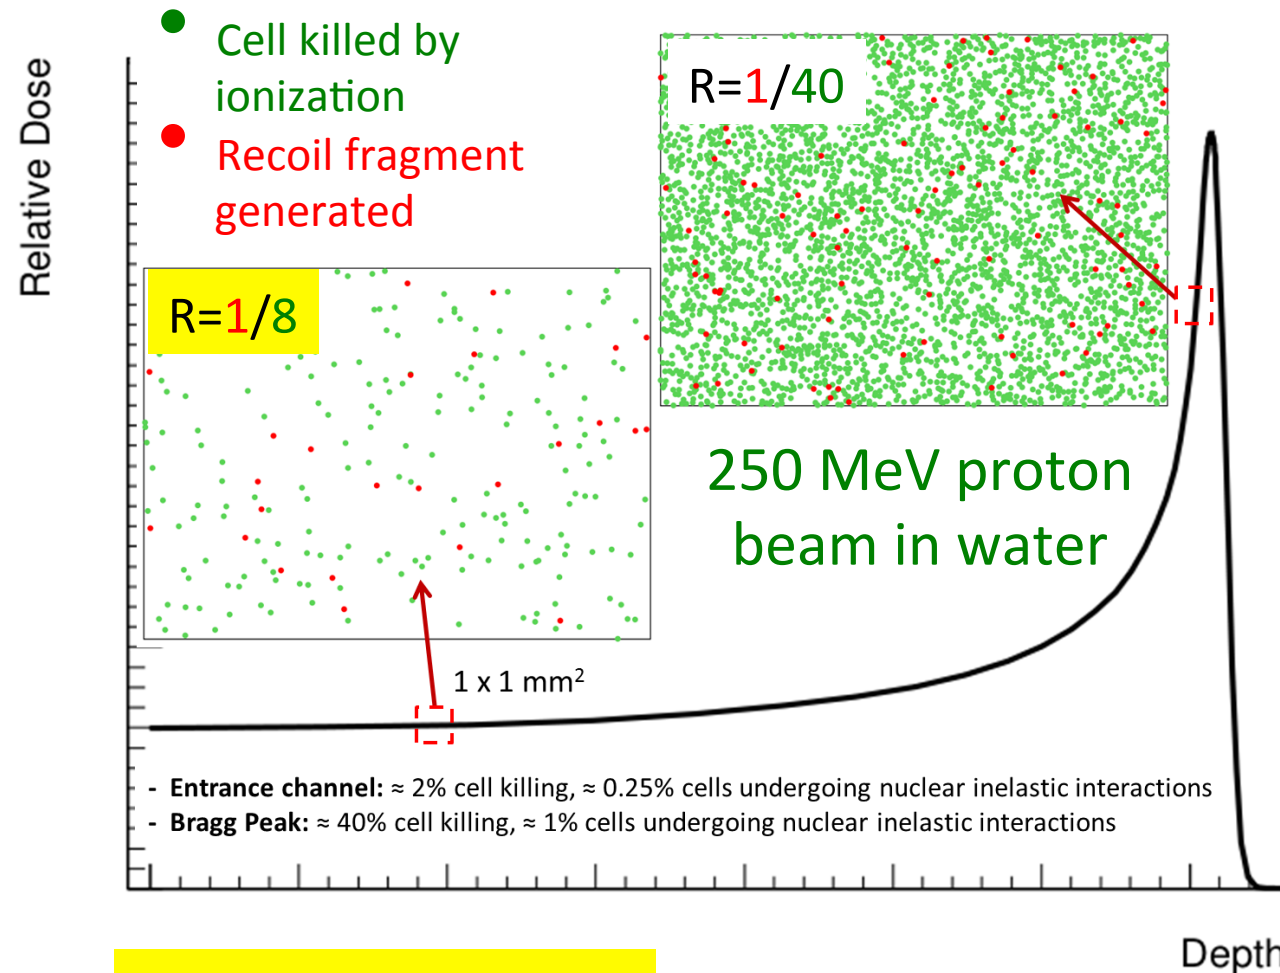 Cell killed by
ionization
Recoil fragment
generated
Relative Dose
R=1/40
R=1/8
250 MeV proton
beam in water
1 x 1 mm²
- Entrance channel: ≈ 2% cell killing, ≈ 0.25% cells undergoing nuclear inelastic interactions
- Bragg Peak: ≈ 40% cell killing, ≈ 1% cells undergoing nuclear inelastic interactions
Depth